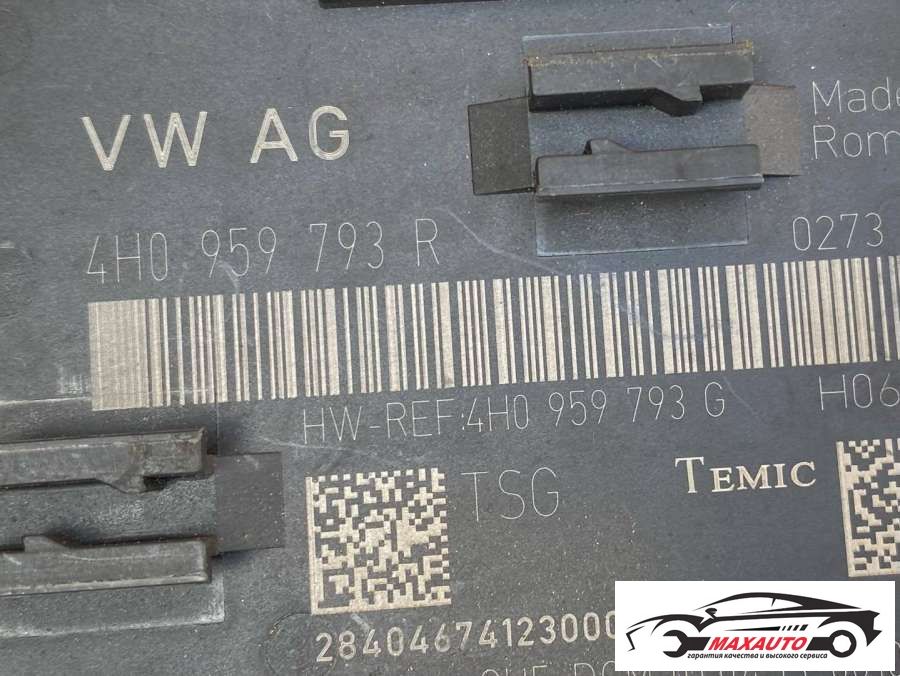 VW AG
Made
Rom
4H0 959 793 R
0273
HW-REF:4H0 959 793 G
H06
TSG
TEMIC
28404674123000
MAXAUTO
гарантия качества и высокого сервиса